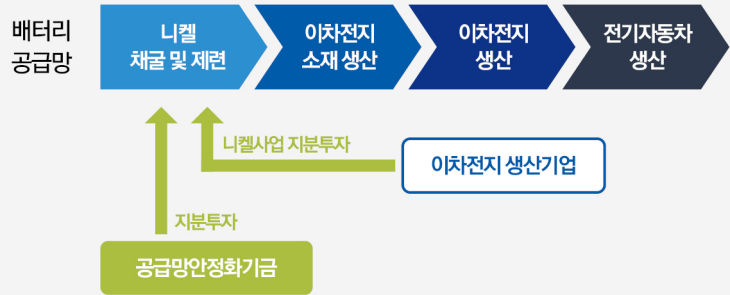 배터리
공급망
니켈
채굴 및 제련
이차전지
소재 생산
이차전지
생산
전기자동차
생산
니켈사업 지분투자
이차전지 생산기업
지분투자
공급망안정화기금